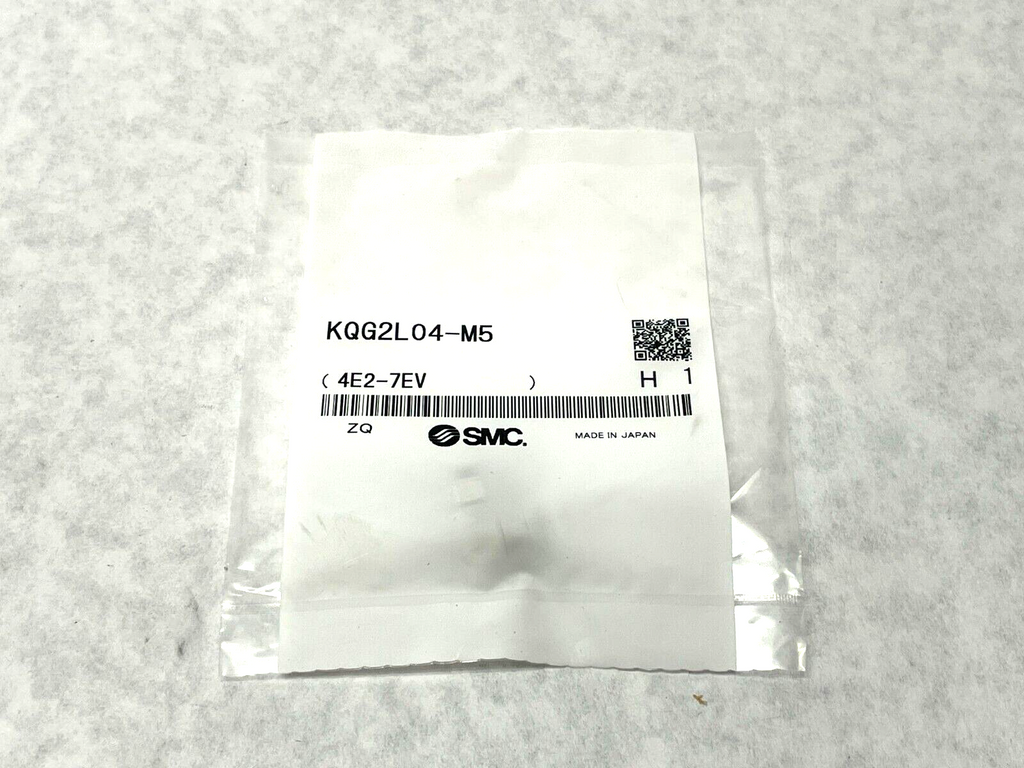 KQG2L04-M5
( 4E2-7EV )
H 1
ZQ
SMC.
MADE IN JAPAN